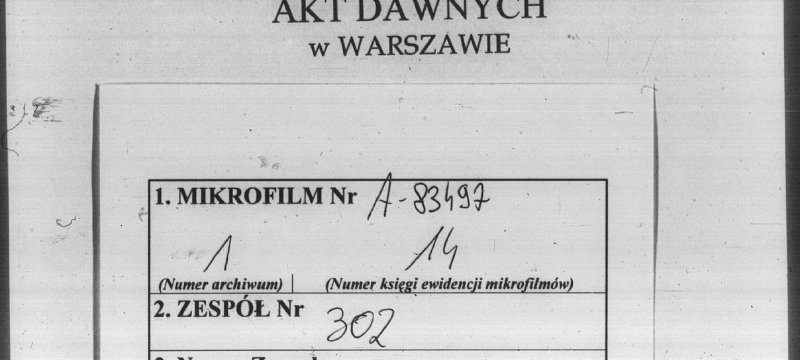 AKT DAWNYCH
w WARSZAWIE
1. MIKROFILM Nr A-83497
1 14
(Numer archiwum) (Numer księgi ewidencji mikrofilmów)
2. ZESPÓŁ Nr 302